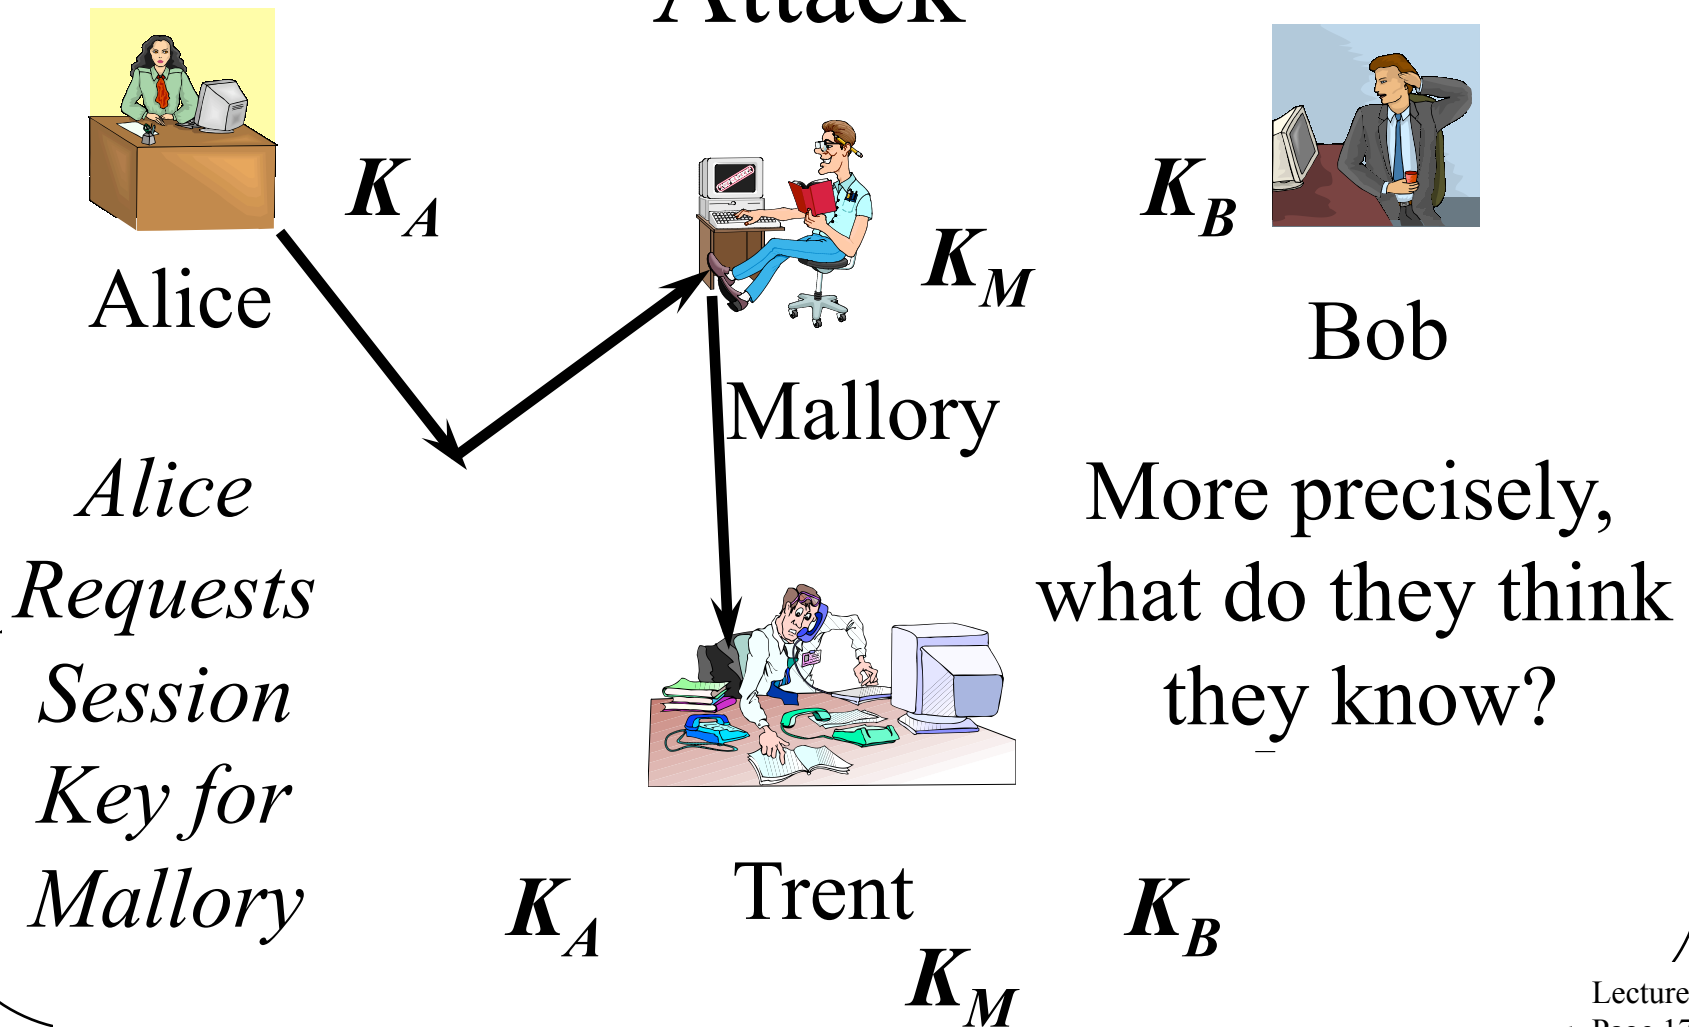 Attack
K_A
K_M
K_B
Alice
Mallory
Bob
Alice
Requests
Session
Key for
Mallory
More precisely,
what do they think
they know?
Trent
K_A
K_M
K_B
Lecture